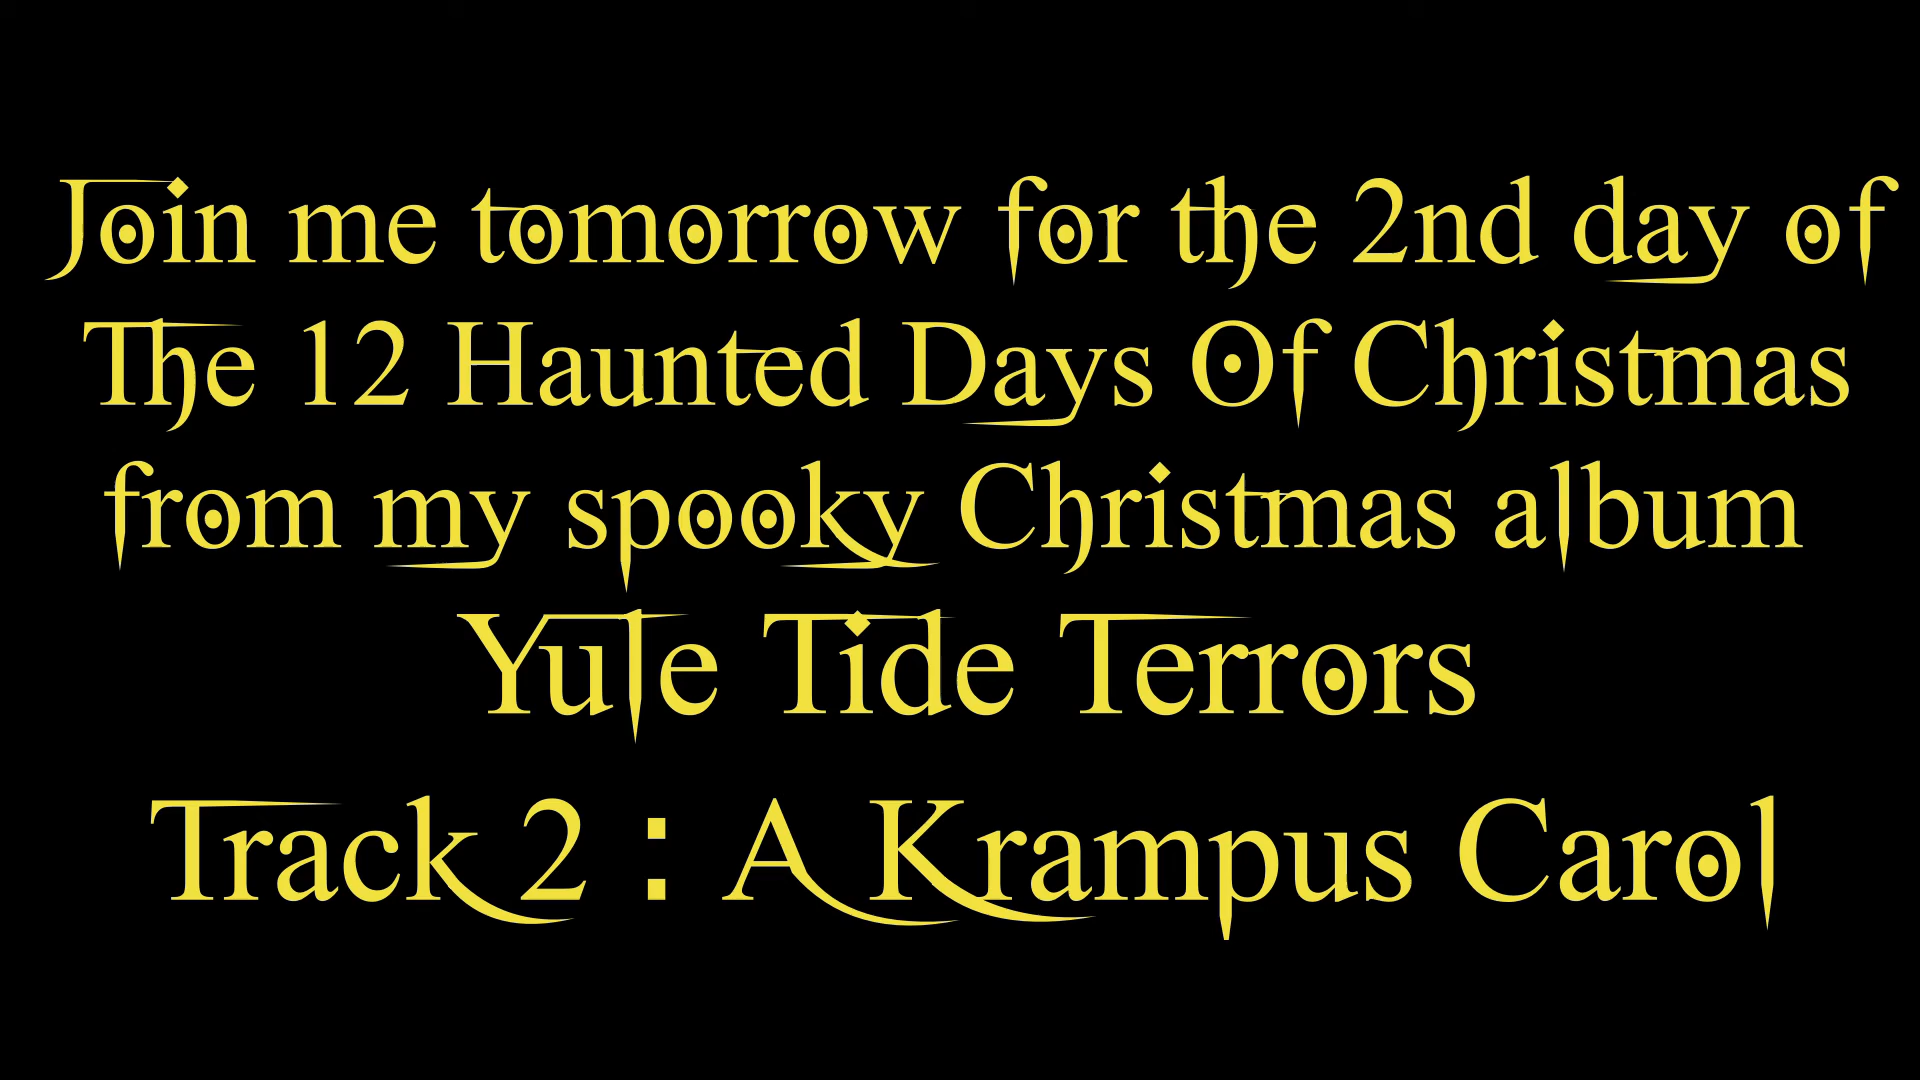 Join me tomorrow for the 2nd day of
The 12 Haunted Days Of Christmas
from my spooky Christmas album
Yule Tide Terrors
Track 2 : A Krampus Carol